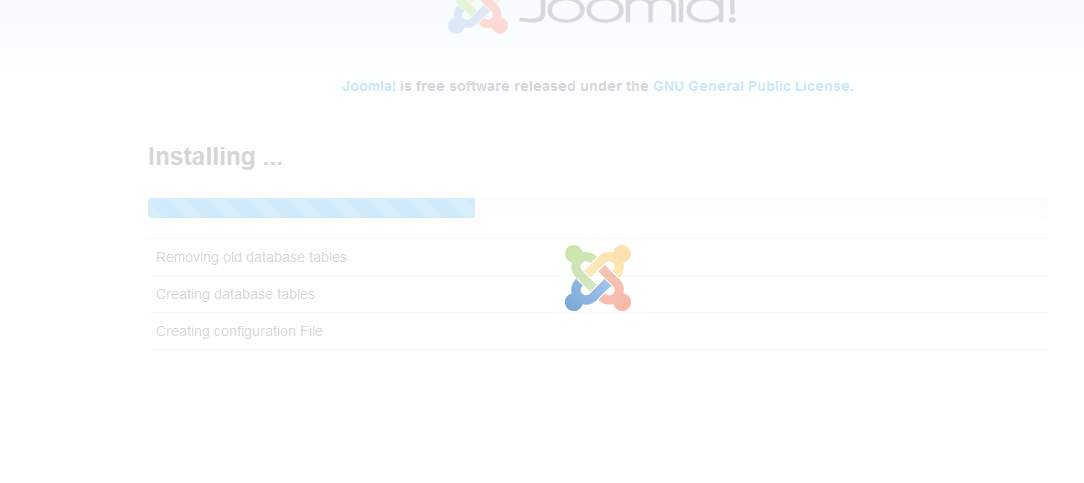 Joomla!
Joomla! is free software released under the GNU General Public License.
Installing ...
Removing old database tables
Creating database tables
Creating configuration File